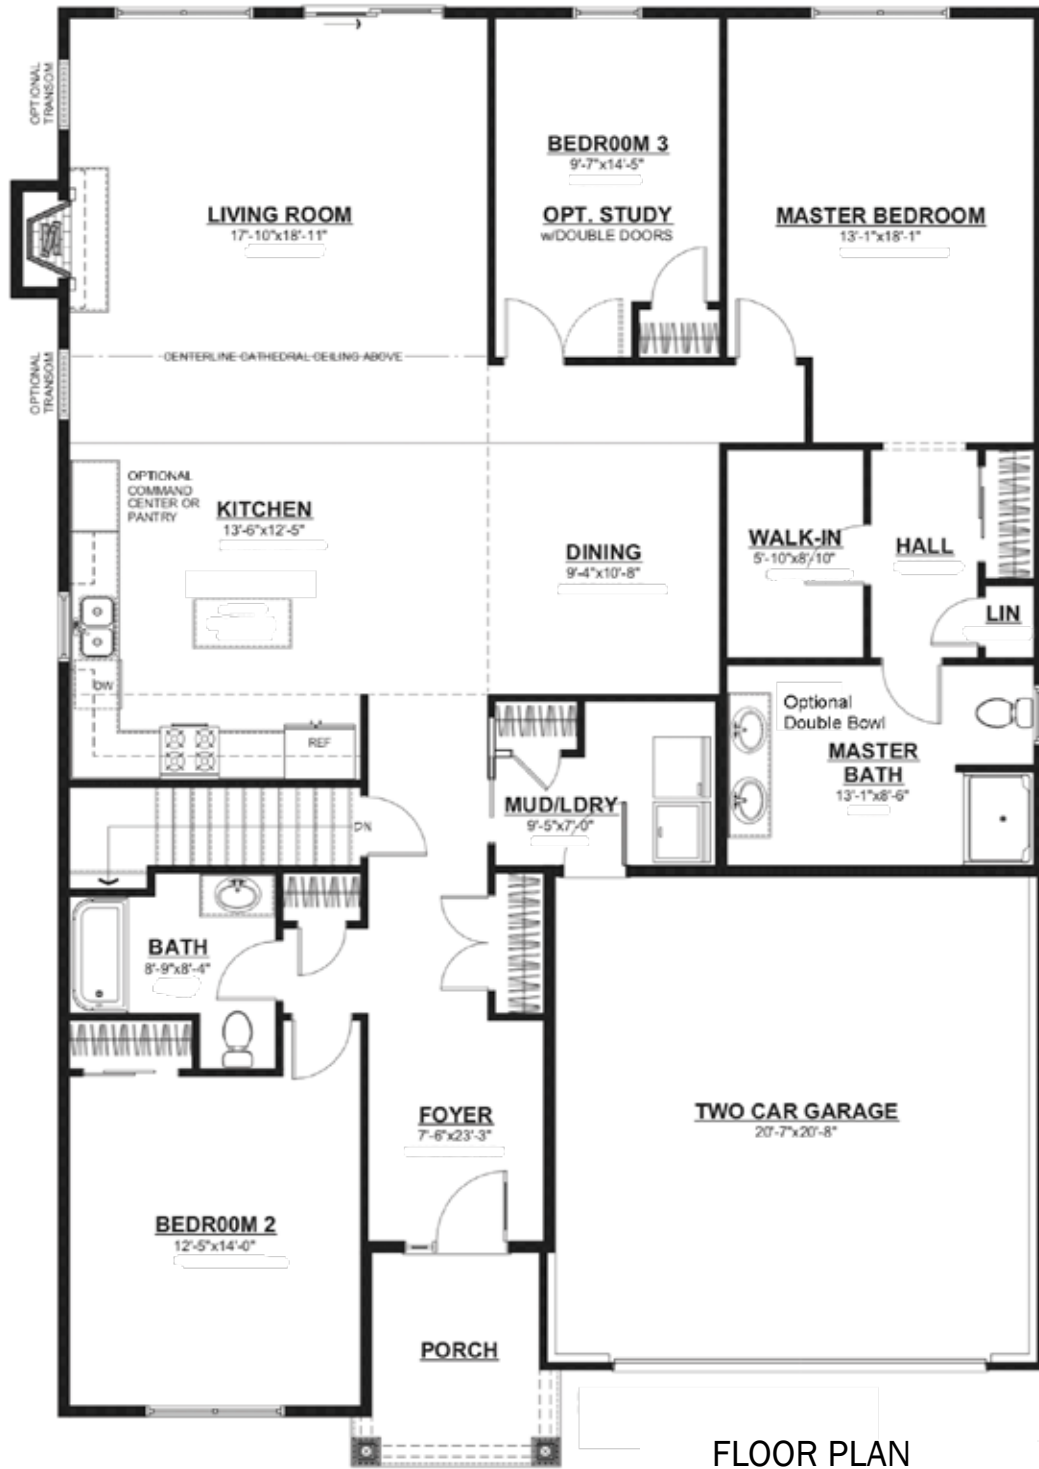 OPTIONAL
TRANSOM
BEDR00M 3
9'-7"x14'-5"
LIVING ROOM
17'-10"x18'-11"
OPT. STUDY
w/DOUBLE DOORS
MASTER BEDROOM
13'-1"x18'-1"
CENTERLINE CATHEDRAL CEILING ABOVE
OPTIONAL
TRANSOM
OPTIONAL
COMMAND
CENTER OR
PANTRY
KITCHEN
13'-6"x12'-5"
DINING
9'-4"x10'-8"
WALK-IN
5'-10"x8'/10"
HALL
LIN
DW
REF
Optional
Double Bowl
MASTER
BATH
13'-1"x8'-6"
MUD/LDRY
9'-5"x7'-0"
DN
BATH
8'-9"x8'-4"
FOYER
7'-6"x23'-3"
TWO CAR GARAGE
20'-7"x20'-8"
BEDR00M 2
12'-5"x14'-0"
PORCH
FLOOR PLAN